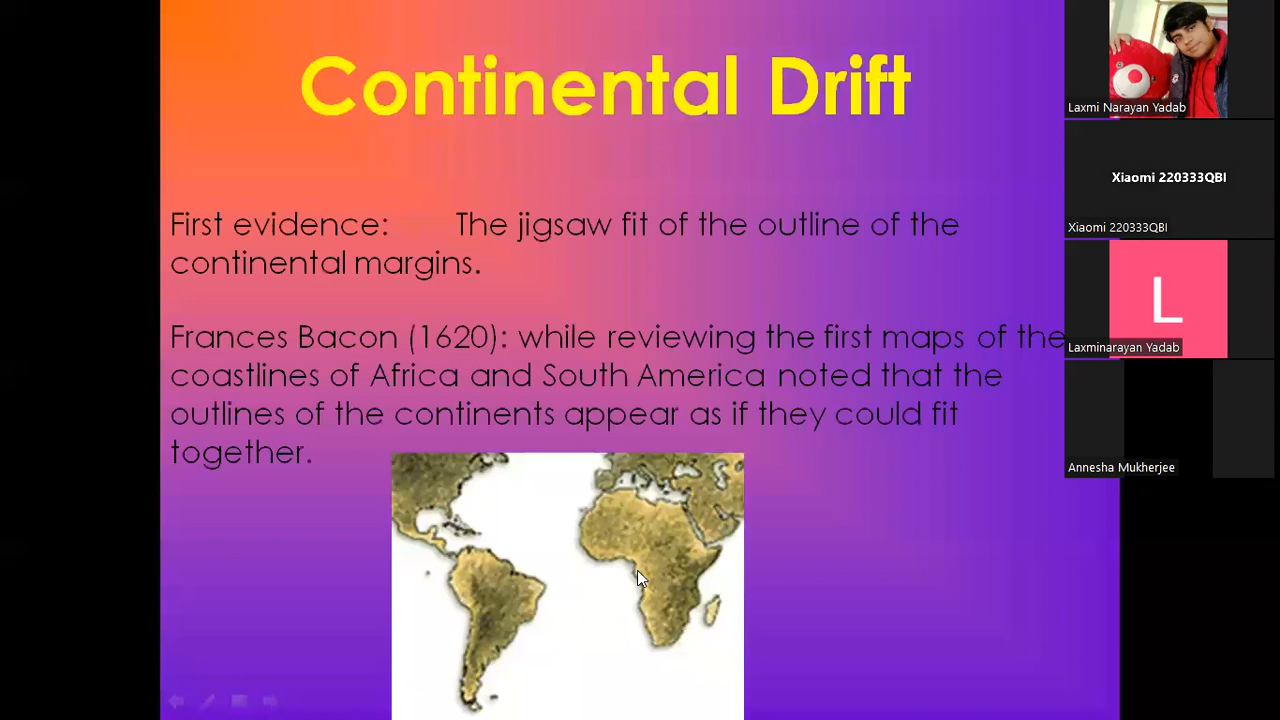 Continental Drift
First evidence: The jigsaw fit of the outline of the
continental margins.
Frances Bacon (1620): while reviewing the first maps of the
coastlines of Africa and South America noted that the
outlines of the continents appear as if they could fit
together.
Laxmi Narayan Yadab
Xiaomi 220333QBI
Xiaomi 220333QBI
L
Laxminarayan Yadab
Annesha Mukherjee